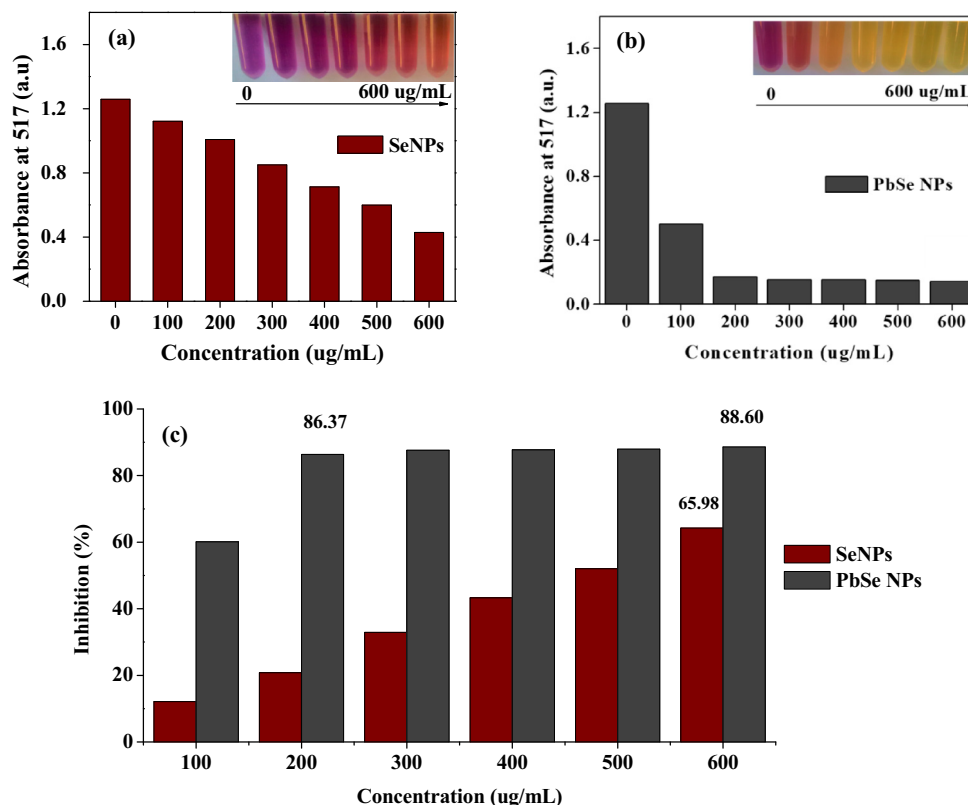 (a)
1.6
1.2
0.8
0.4
0.0
Absorbance at 517 (a.u)
0
600 ug/mL
SeNPs
0 100 200 300 400 500 600
Concentration (ug/mL)
(b)
1.6
1.2
0.8
0.4
0.0
Absorbance at 517 (a.u.)
0
600 ug/mL
PbSe NPs
0 100 200 300 400 500 600
Concentration (ug/mL)
(c)
100
80
60
40
20
0
Inhibition (%)
86.37
88.60
65.98
SeNPs
PbSe NPs
100 200 300 400 500 600
Concentration (ug/mL)